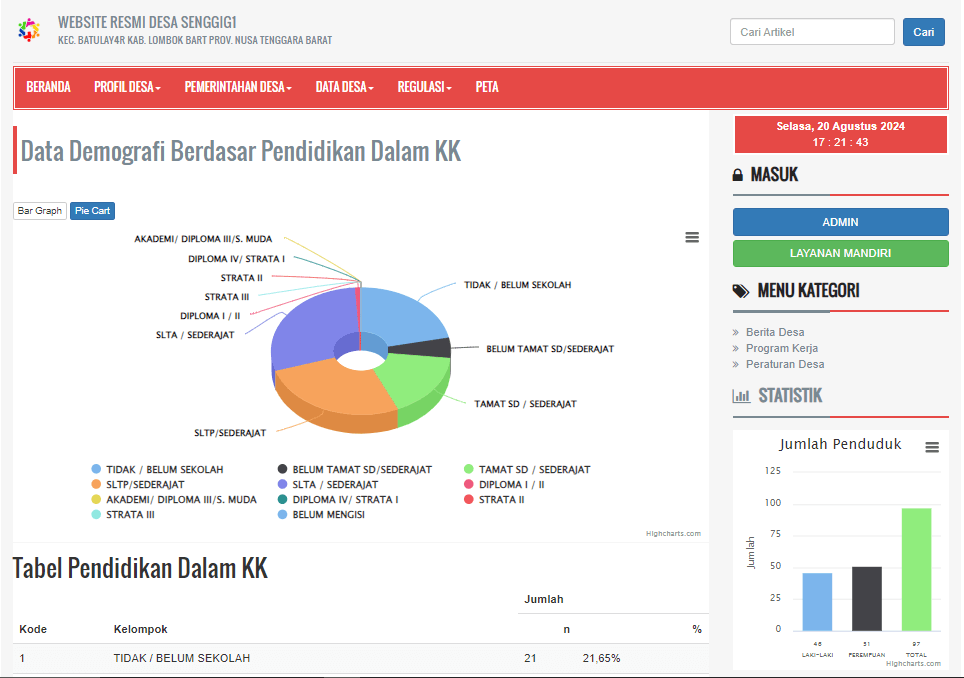 WEBSITE RESMI DESA SENGGIG1
KEC. BATULAY4R KAB. LOMBOK BART PROV. NUSA TENGGARA BARAT
Cari Artikel
Cari
BERANDA PROFIL DESA PEMERINTAHAN DESA DATA DESA REGULASI PETA
Data Demografi Berdasar Pendidikan Dalam KK
Bar Graph Pie Cart
AKADEMI/ DIPLOMA III/S. MUDA
DIPLOMA IV/ STRATA I
STRATA II
STRATA III
DIPLOMA I / II
SLTA / SEDERAJAT
TIDAK / BELUM SEKOLAH
BELUM TAMAT SD/SEDERAJAT
TAMAT SD / SEDERAJAT
SLTP/SEDERAJAT
TIDAK / BELUM SEKOLAH BELUM TAMAT SD/SEDERAJAT TAMAT SD / SEDERAJAT
SLTP/SEDERAJAT SLTA / SEDERAJAT DIPLOMA I / II
AKADEMI/ DIPLOMA III/S. MUDA DIPLOMA IV/ STRATA I STRATA II
STRATA III BELUM MENGISI
Highcharts.com
Tabel Pendidikan Dalam KK
Jumlah
Kode Kelompok n %
1 TIDAK / BELUM SEKOLAH 21 21,65%
Selasa, 20 Agustus 2024
17 : 21 : 43
MASUK
ADMIN
LAYANAN MANDIRI
MENU KATEGORI
» Berita Desa
» Program Kerja
» Peraturan Desa
STATISTIK
Jumlah Penduduk
125
100
75
50
25
0
Jumlah
46 51 97
LAKI-LAKI PEREMPUAN TOTAL
Highcharts.com